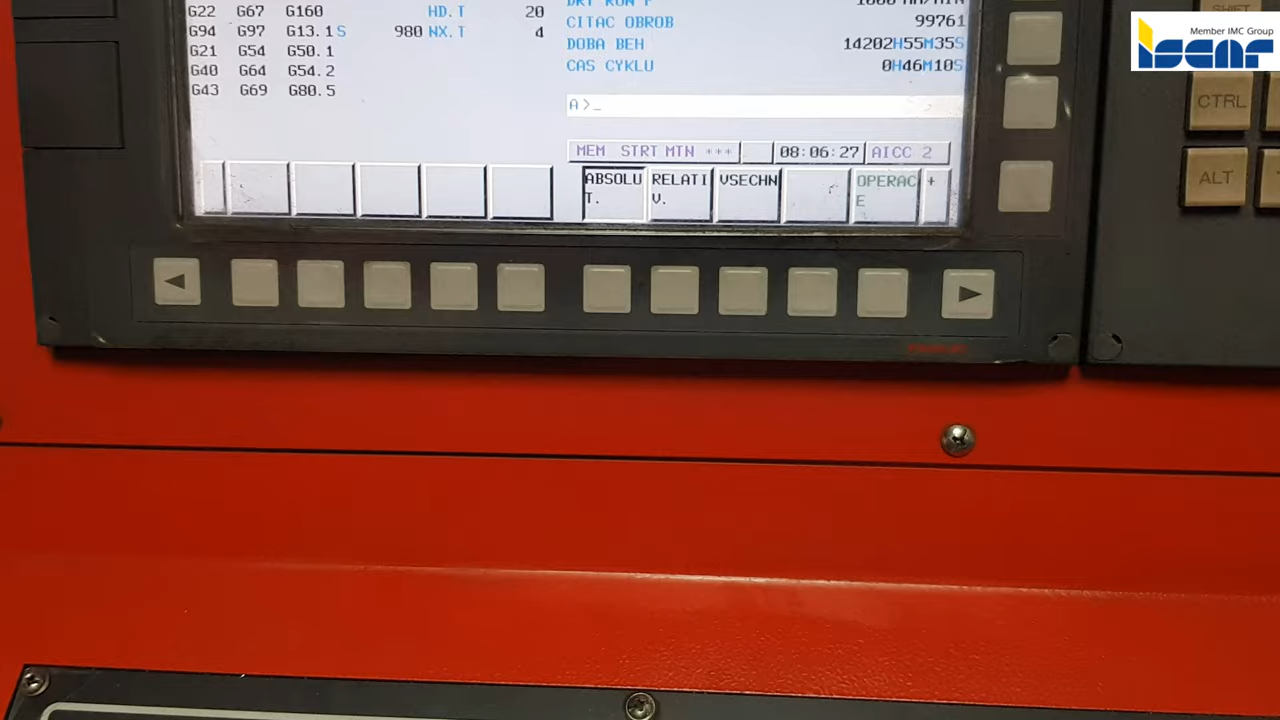 G22 G67 G160 HD.T 20
G94 G97 G13.1 S 980 NX.T 4
G21 G54 G50.1
G40 G64 G54.2
G43 G69 G80.5
CITAC OBROB 99761
DOBA BEH 14202H55M35S
CAS CYKLU 0H46M10S
A>_
MEM STRT MTN *** 08:06:27 AICC 2
ABSOLUT. RELATIV. VSECHN OPERACE +
Member IMC Group
iscar
SHIFT
CTRL
ALT